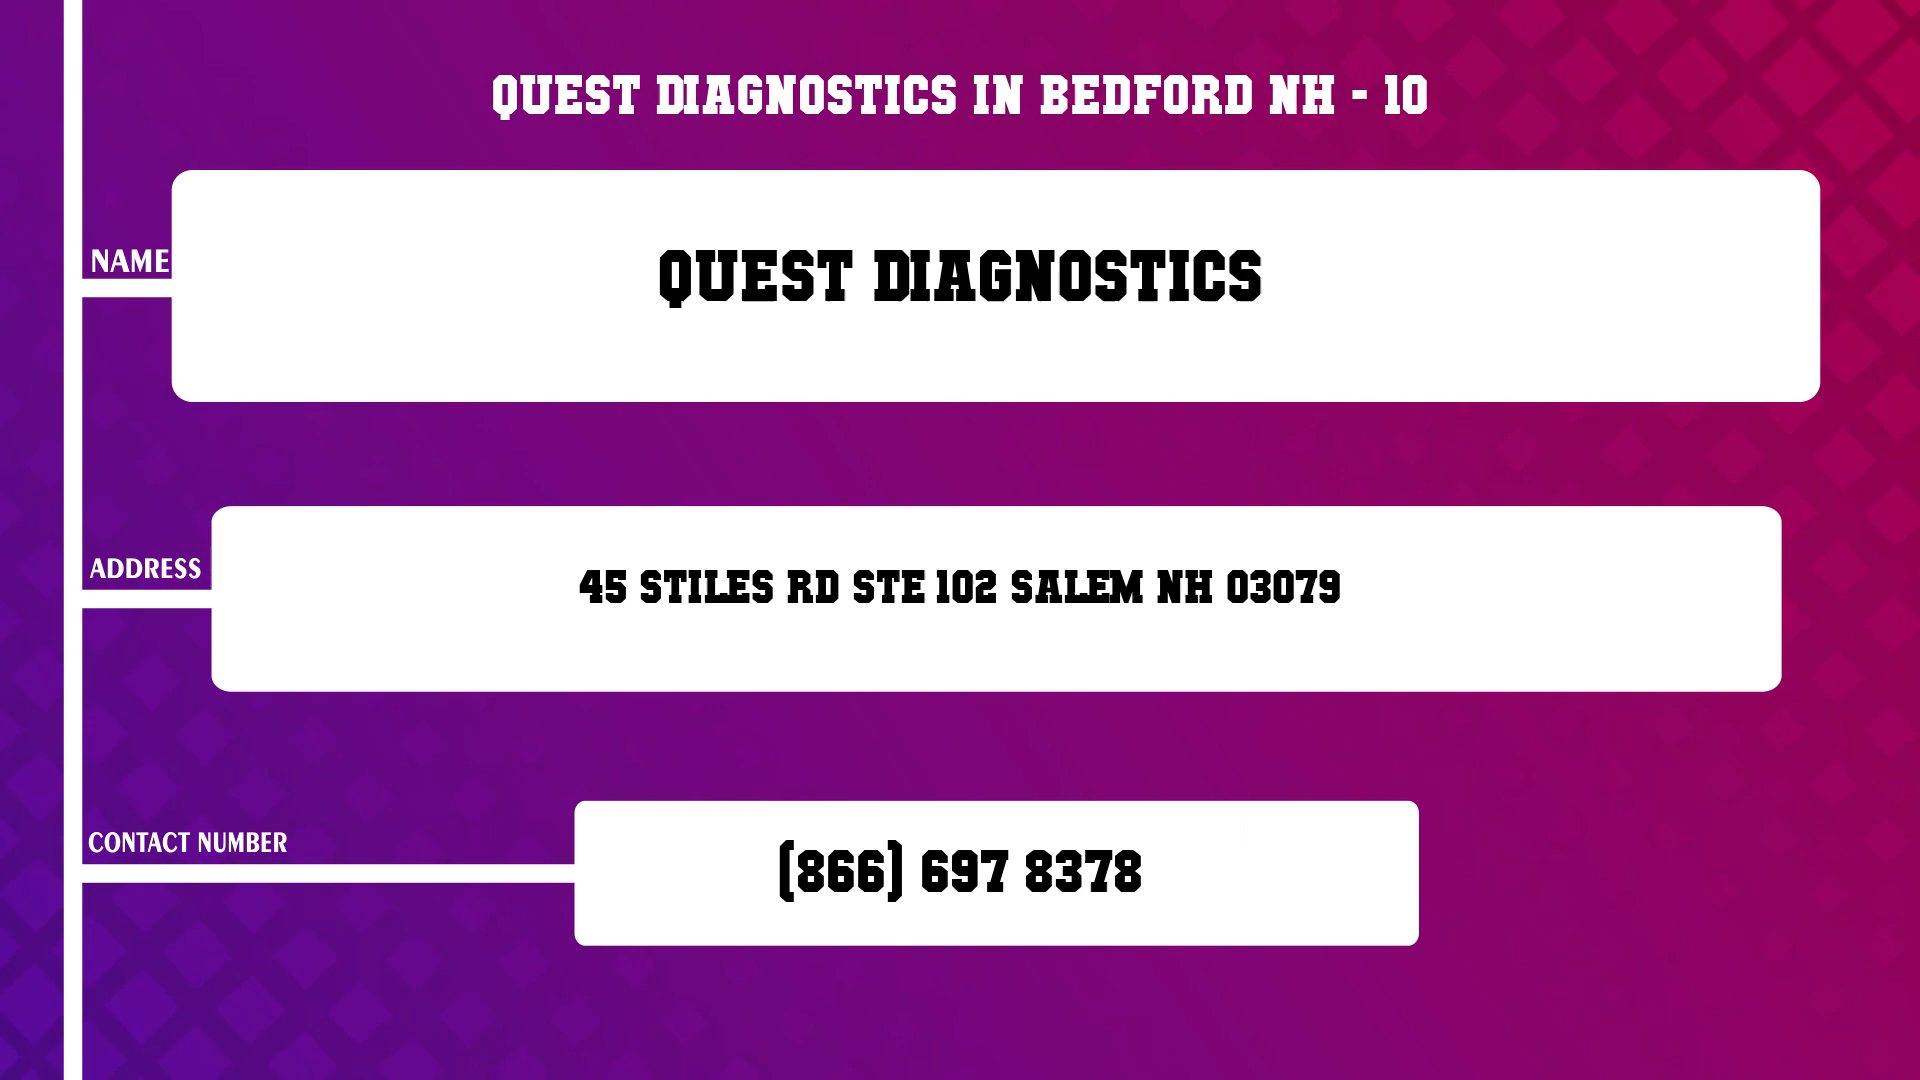 QUEST DIAGNOSTICS IN BEDFORD NH - 10
NAME
QUEST DIAGNOSTICS
ADDRESS
45 STILES RD STE 102 SALEM NH 03079
CONTACT NUMBER
(866) 697 8378